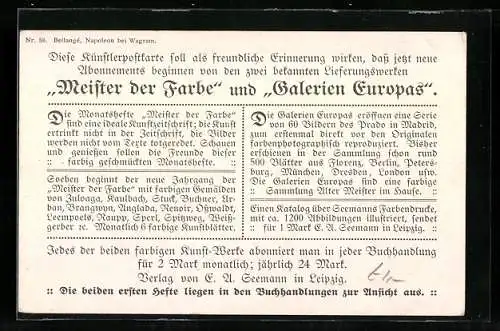 Nr. 56. Bellangé, Napoleon bei Wagram.
Diese Künstlerpostkarte soll als freundliche Erinnerung wirken, daß jetzt neue
Abonnements beginnen von den zwei bekannten Lieferungswerken
„Meister der Farbe“ und „Galerien Europas“.
Die Monatshefte „Meister der Farbe“
sind eine ideale Kunstzeitschrift; die Kunst
ertrinkt nicht in der Zeitschrift, die Bilder
werden nicht vom Texte totgeredet. Schauen
und genießen sollen die Freunde dieser
:: farbig geschmückten Monatshefte. ::
Soeben beginnt der neue Jahrgang der
„Meister der Farbe“ mit farbigen Gemälden
von Zuloaga, Kaulbach, Stuck, Buchner, Ur-
ban, Brangwyn, Anglada, Renoir, Oßwaldt,
Loempoels, Raupp, Sperl, Spitzweg, Weiß-
gerber ec. Monatlich 6 farbige Kunstblätter.
Die Galerien Europas eröffnen eine Serie
von 60 Bildern des Prado in Madrid,
zum erstenmal direkt vor den Originalen
farbenphotographisch reproduziert. Bisher
erschienen in der Sammlung schon rund
500 Blätter aus Florenz, Berlin, Peters-
burg, München, Dresden, London usw.
Die Galerien Europas sind eine farbige
:: Sammlung Alter Meister im Hause. ::
Einen Katalog über Seemanns Farbendrucke,
mit ca. 1200 Abbildungen illustriert, sendet
für 1 Mark E. A. Seemann in Leipzig.
Jedes der beiden farbigen Kunst-Werke abonniert man in jeder Buchhandlung
für 2 Mark monatlich; jährlich 24 Mark.
Verlag von E. A. Seemann in Leipzig.
:: Die beiden ersten Hefte liegen in den Buchhandlungen zur Ansicht aus. ::